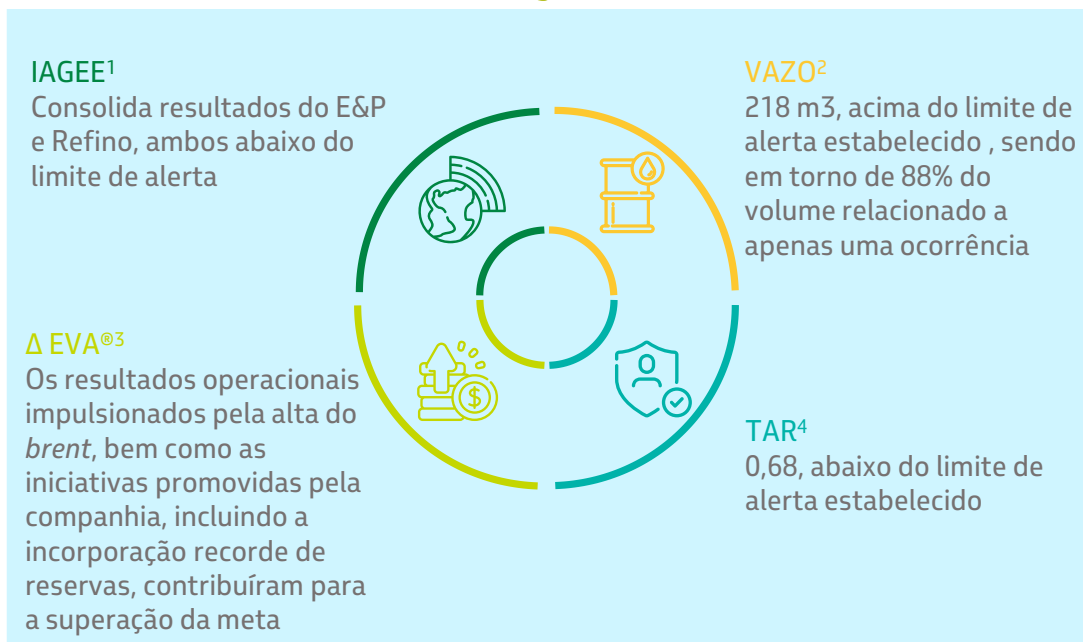 IAGEE¹
Consolida resultados do E&P
e Refino, ambos abaixo do
limite de alerta
VAZO²
218 m3, acima do limite de
alerta estabelecido , sendo
em torno de 88% do
volume relacionado a
apenas uma ocorrência
Δ EVA®³
Os resultados operacionais
impulsionados pela alta do
brent, bem como as
iniciativas promovidas pela
companhia, incluindo a
incorporação recorde de
reservas, contribuíram para
a superação da meta
TAR⁴
0,68, abaixo do limite de
alerta estabelecido
$